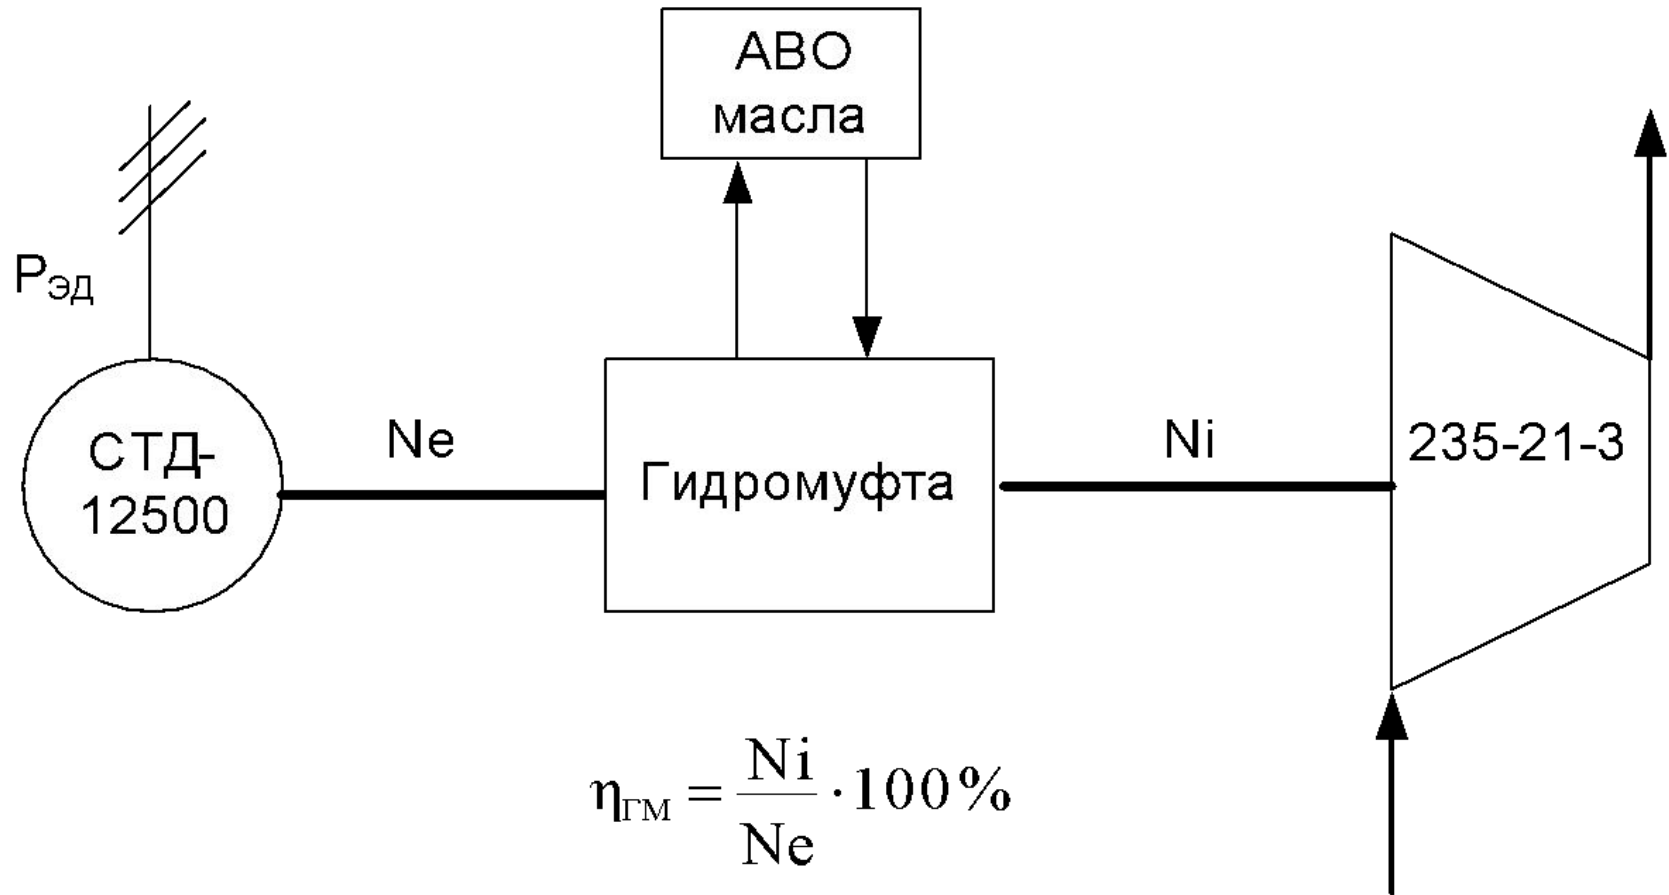 АВО
масла
РЭД
СТД-
12500
Ne
Гидромуфта
Ni
235-21-3
ηГМ = Ni/Ne · 100%